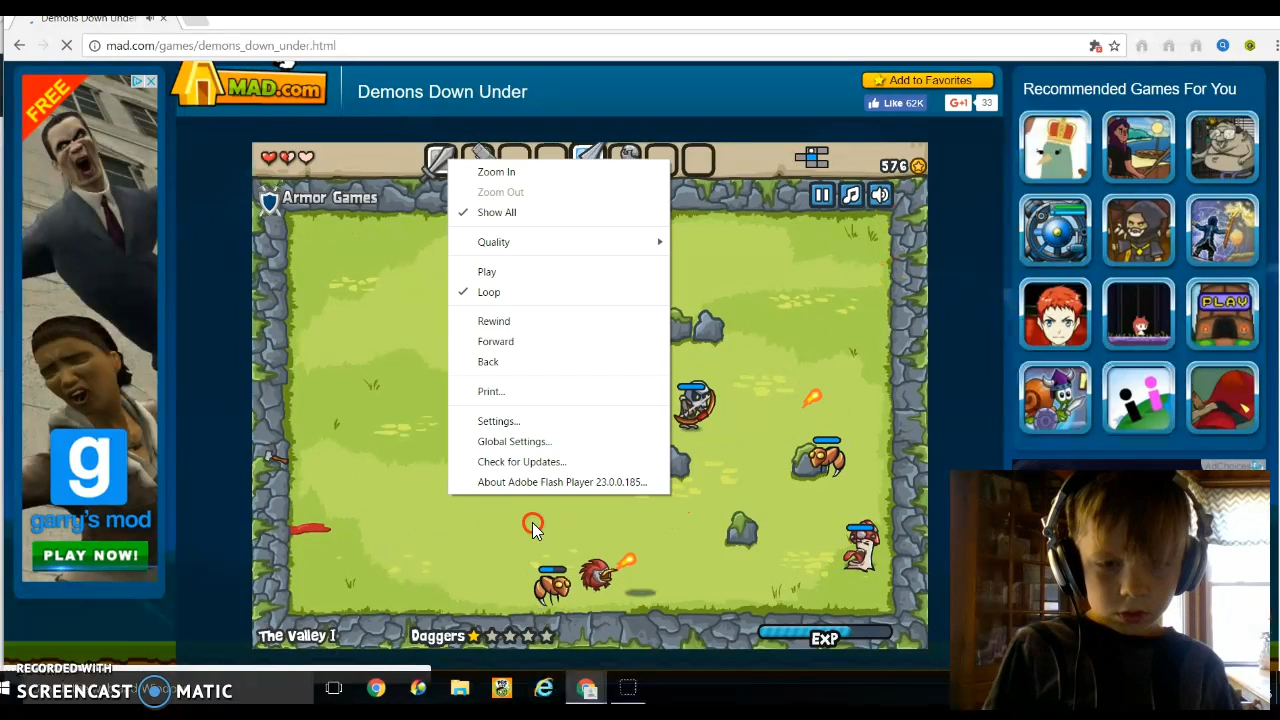 Demons Down Under
mad.com/games/demons_down_under.html
FREE
MAD.com
Demons Down Under
Add to Favorites
Like 62K
G+1
33
Recommended Games For You
576
Armor Games
Zoom In
Zoom Out
Show All
Quality
Play
Loop
Rewind
Forward
Back
Print...
Settings...
Global Settings...
Check for Updates...
About Adobe Flash Player 23.0.0.185...
PLAY
g
garry's mod
PLAY NOW!
AdChoices
The Valley I
Daggers
EXP
RECORDED WITH
SCREENCAST MATIC